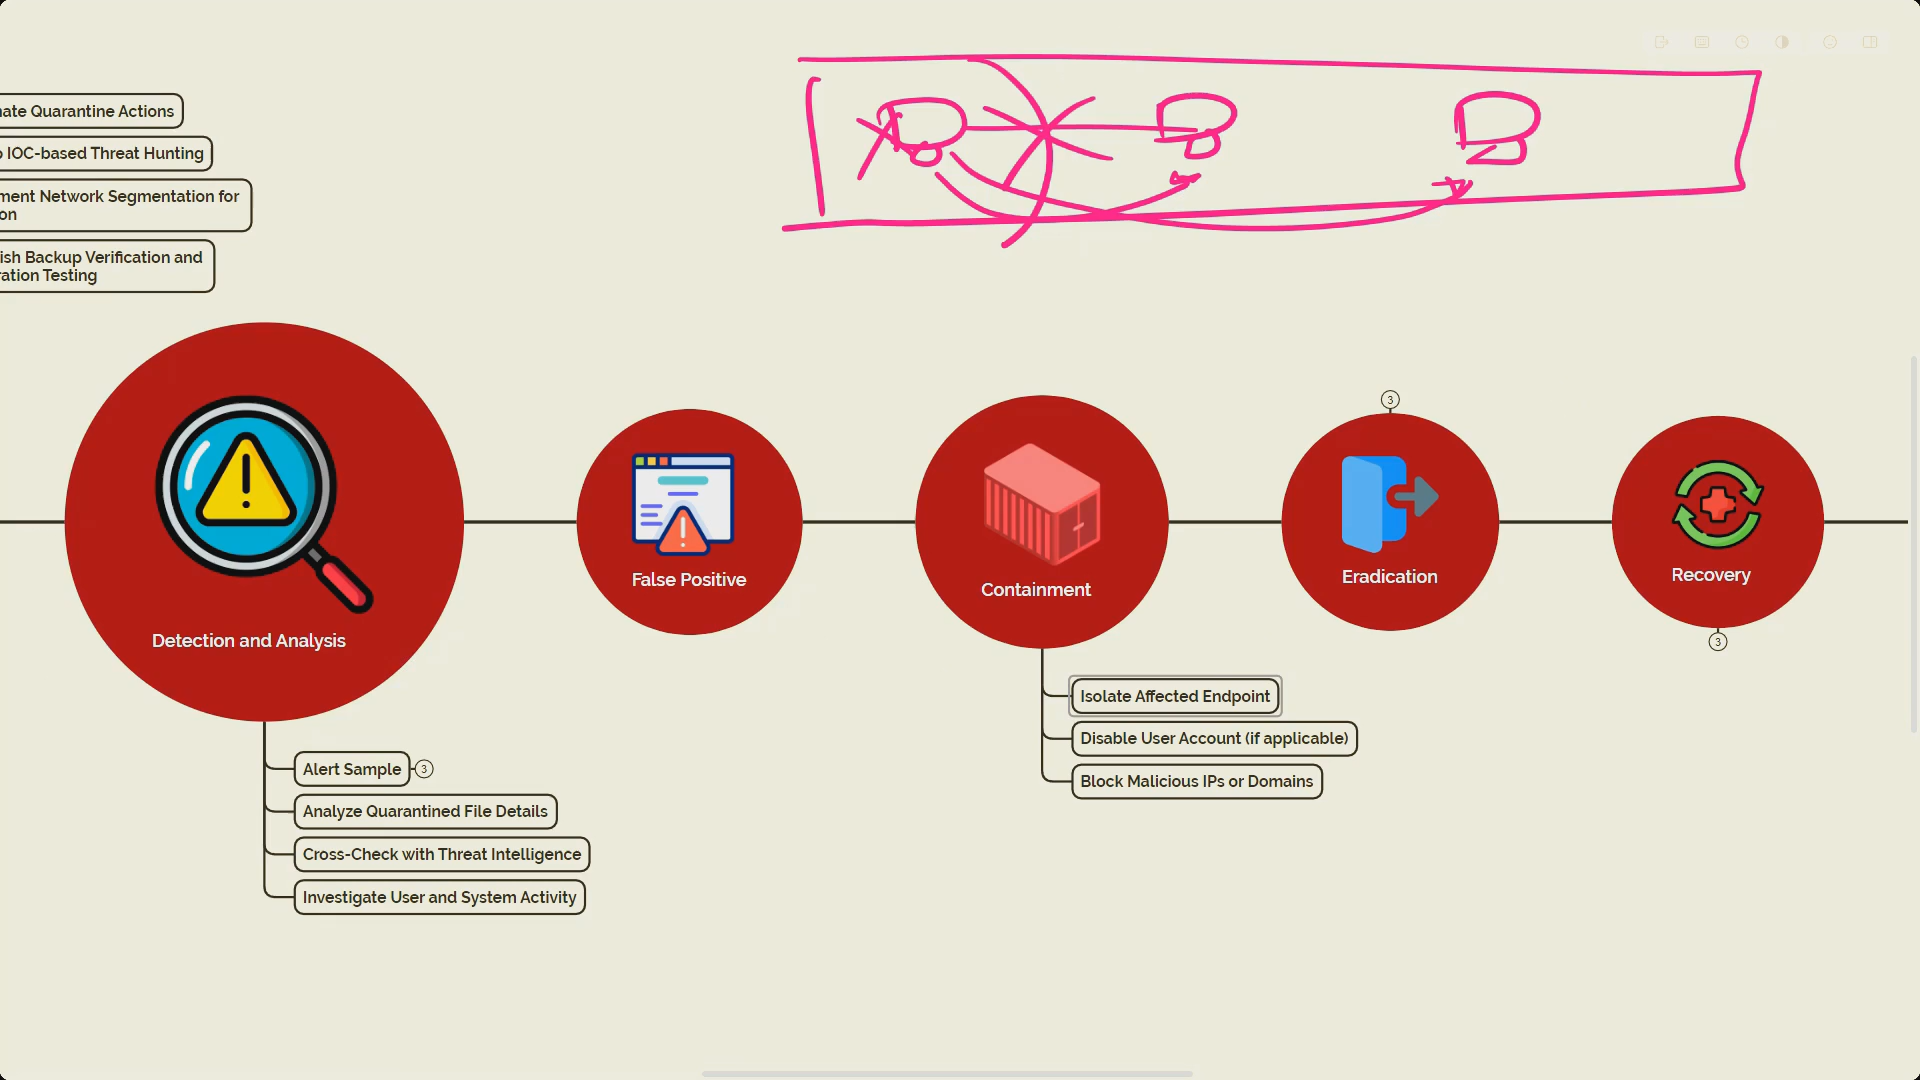 nate Quarantine Actions
IOC-based Threat Hunting
ment Network Segmentation for
on
ish Backup Verification and
ration Testing
Detection and Analysis
Alert Sample
3
Analyze Quarantined File Details
Cross-Check with Threat Intelligence
Investigate User and System Activity
False Positive
Containment
Isolate Affected Endpoint
Disable User Account (if applicable)
Block Malicious IPs or Domains
3
Eradication
Recovery
3